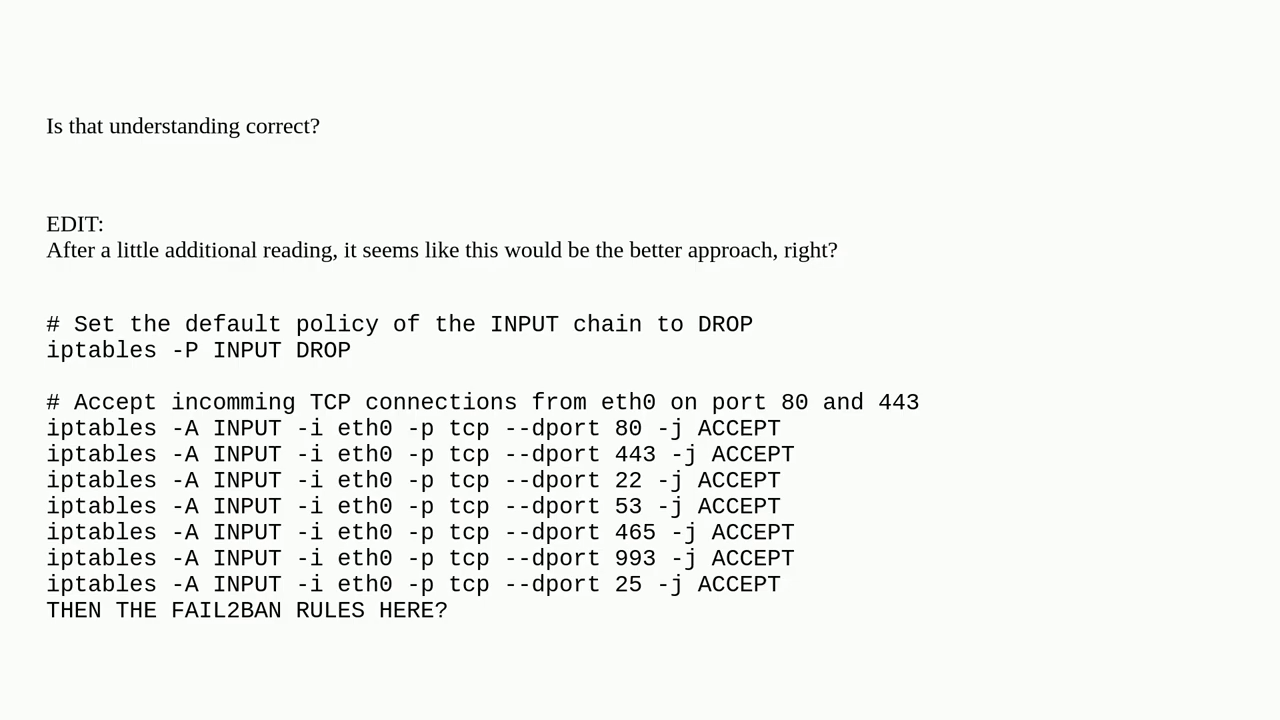 Is that understanding correct?
EDIT:
After a little additional reading, it seems like this would be the better approach, right?
# Set the default policy of the INPUT chain to DROP
iptables -P INPUT DROP
# Accept incomming TCP connections from eth0 on port 80 and 443
iptables -A INPUT -i eth0 -p tcp --dport 80 -j ACCEPT
iptables -A INPUT -i eth0 -p tcp --dport 443 -j ACCEPT
iptables -A INPUT -i eth0 -p tcp --dport 22 -j ACCEPT
iptables -A INPUT -i eth0 -p tcp --dport 53 -j ACCEPT
iptables -A INPUT -i eth0 -p tcp --dport 465 -j ACCEPT
iptables -A INPUT -i eth0 -p tcp --dport 993 -j ACCEPT
iptables -A INPUT -i eth0 -p tcp --dport 25 -j ACCEPT
THEN THE FAIL2BAN RULES HERE?